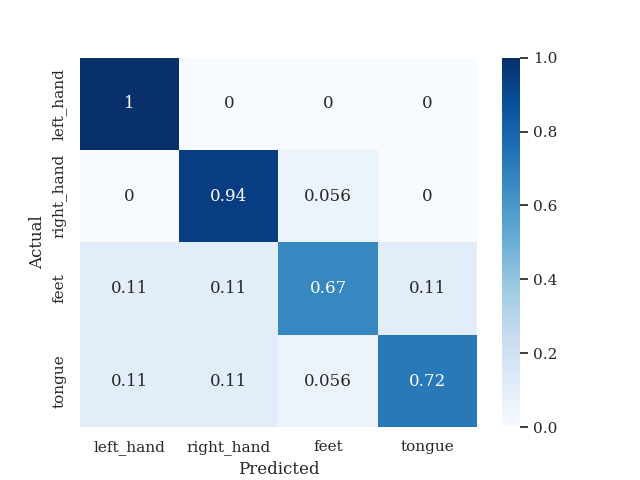 1.0
left_hand 1 0 0 0
0.8
right_hand 0 0.94 0.056 0
0.6
Actual
feet 0.11 0.11 0.67 0.11
0.4
0.2
tongue 0.11 0.11 0.056 0.72
0.0
left_hand right_hand feet tongue
Predicted